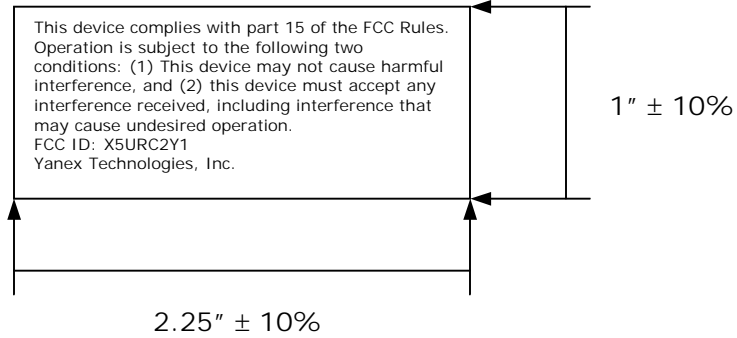 This device complies with part 15 of the FCC Rules.
Operation is subject to the following two
conditions: (1) This device may not cause harmful
interference, and (2) this device must accept any
interference received, including interference that
may cause undesired operation.
FCC ID: X5URC2Y1
Yanex Technologies, Inc.
1" ± 10%
2.25" ± 10%